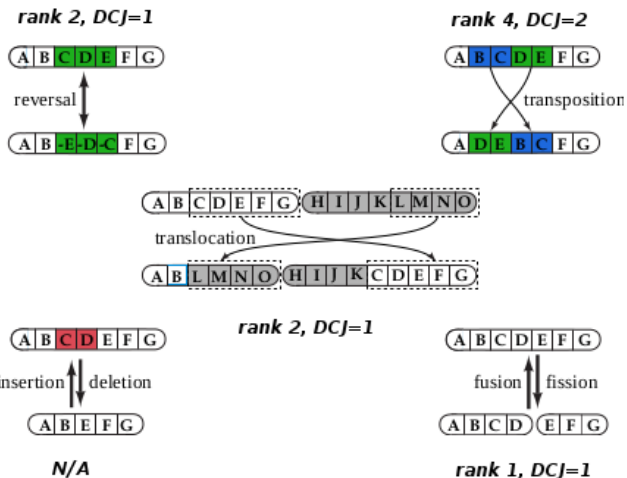 rank 2, DCJ=1
A B C D E F G
reversal
A B -E -D -C F G
rank 4, DCJ=2
A B C D E F G
transposition
A D E B C F G
A B C D E F G H I J K L M N O
translocation
A B L M N O H I J K C D E F G
rank 2, DCJ=1
A B C D E F G
insertion deletion
A B E F G
N/A
A B C D E F G
fusion fission
A B C D E F G
rank 1, DCJ=1